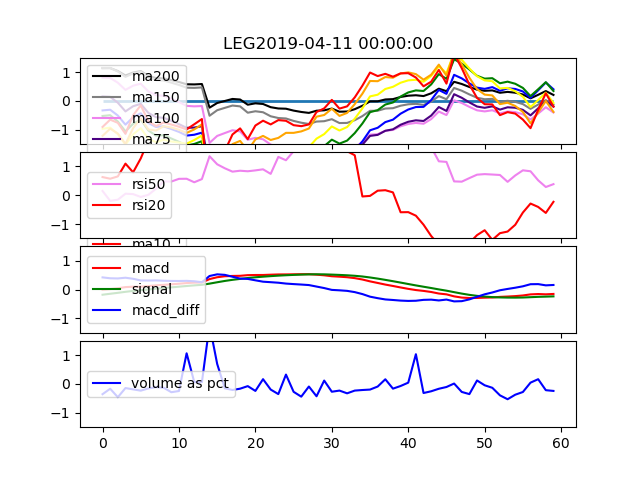 LEG2019-04-11 00:00:00
1
0
−1
ma200
ma150
ma100
ma75
1
0
−1
rsi50
rsi20
ma10
1
0
−1
macd
signal
macd_diff
1
0
−1
volume as pct
0 10 20 30 40 50 60